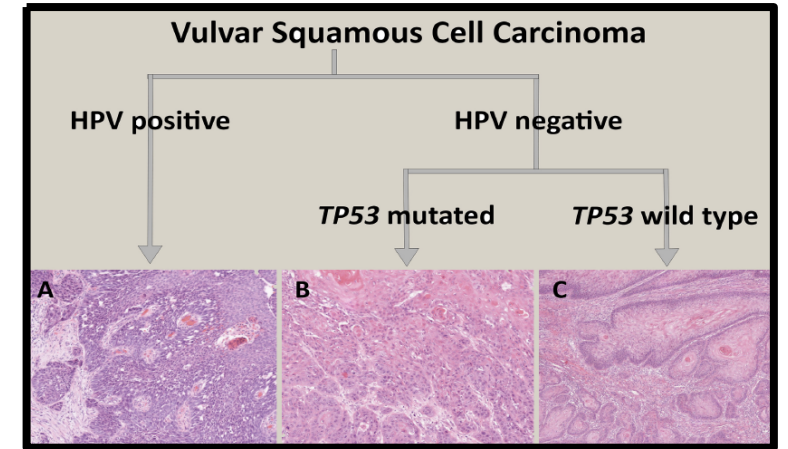 Vulvar Squamous Cell Carcinoma
HPV positive
HPV negative
TP53 mutated
TP53 wild type
A
B
C